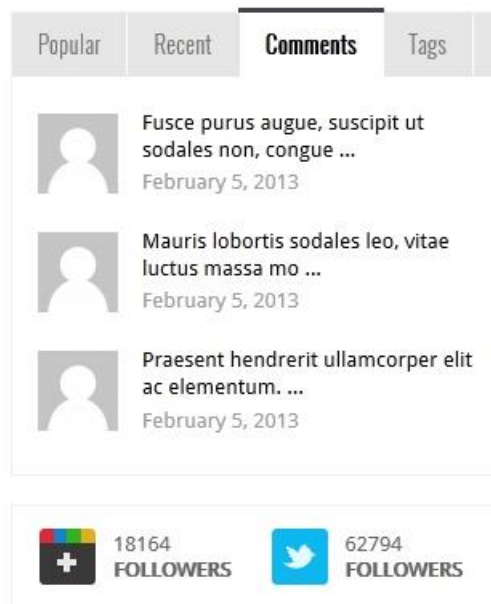 Popular Recent Comments Tags
Fusce purus augue, suscipit ut
sodales non, congue ...
February 5, 2013
Mauris lobortis sodales leo, vitae
luctus massa mo ...
February 5, 2013
Praesent hendrerit ullamcorper elit
ac elementum. ...
February 5, 2013
18164 62794
FOLLOWERS FOLLOWERS